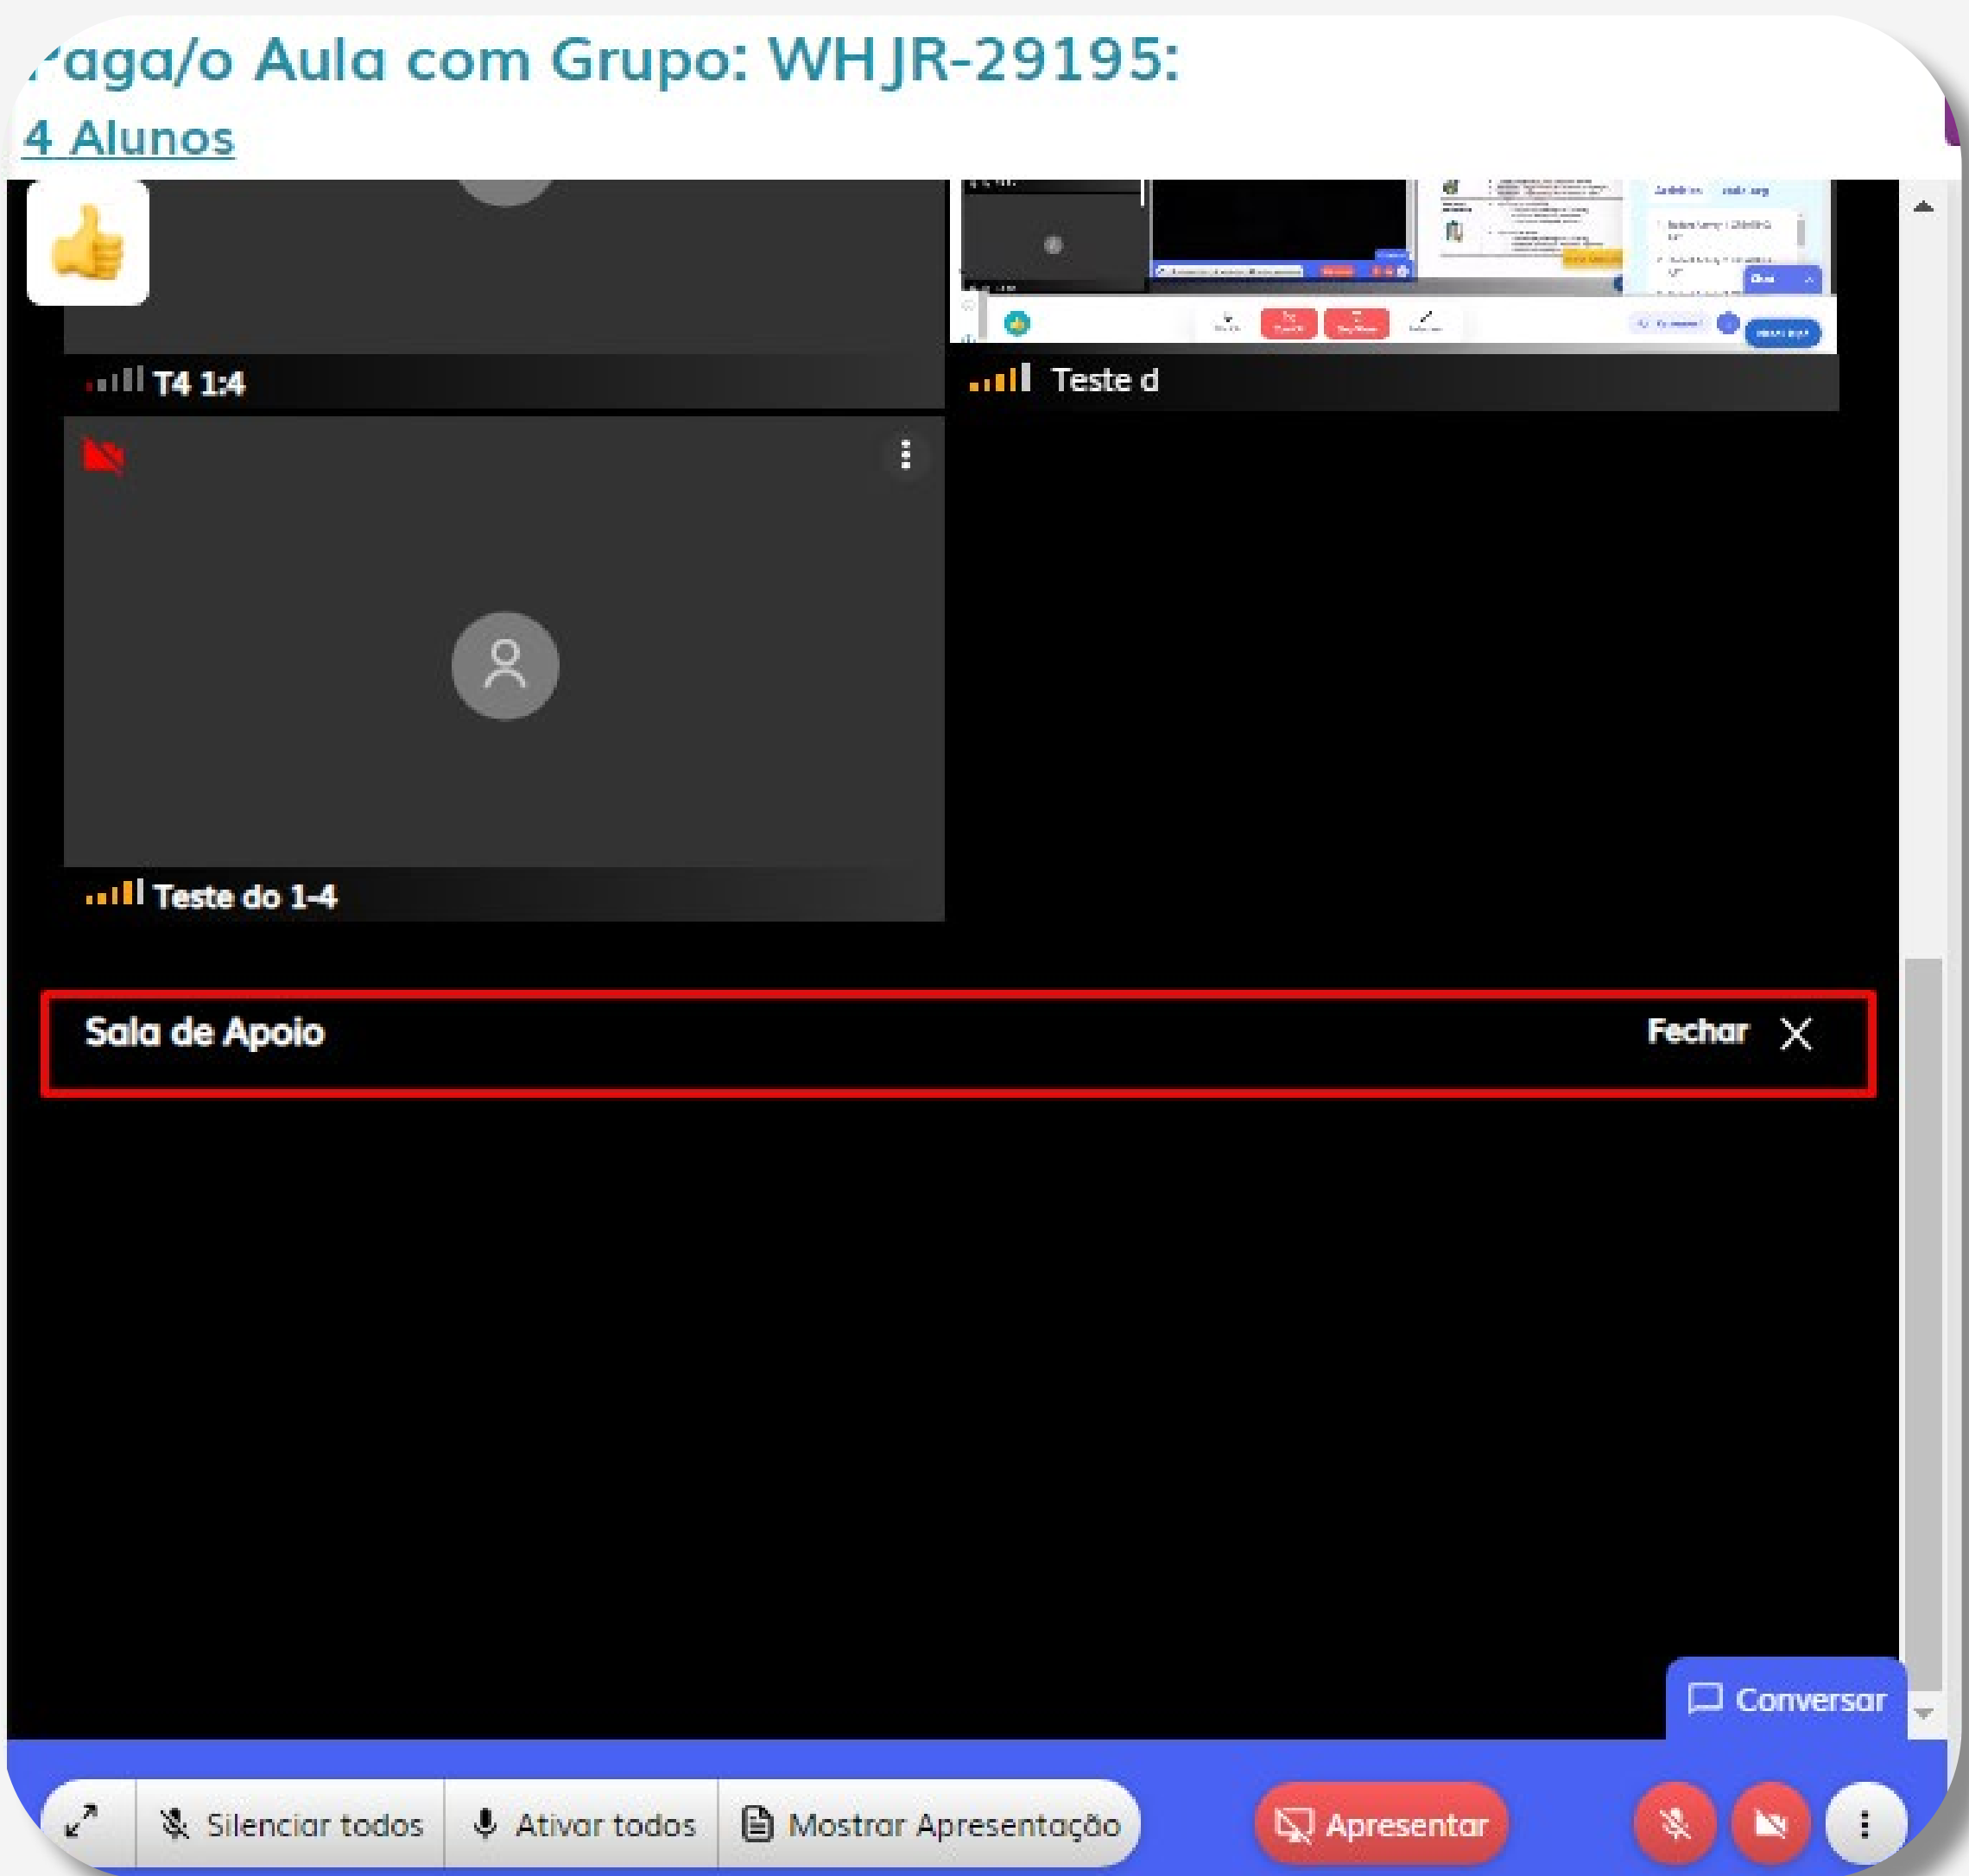 Paga/o Aula com Grupo: WHJR-29195:
4 Alunos
T4 1:4
Teste d
Teste do 1-4
Sala de Apoio
Fechar
Conversar
Silenciar todos
Ativar todos
Mostrar Apresentação
Apresentar